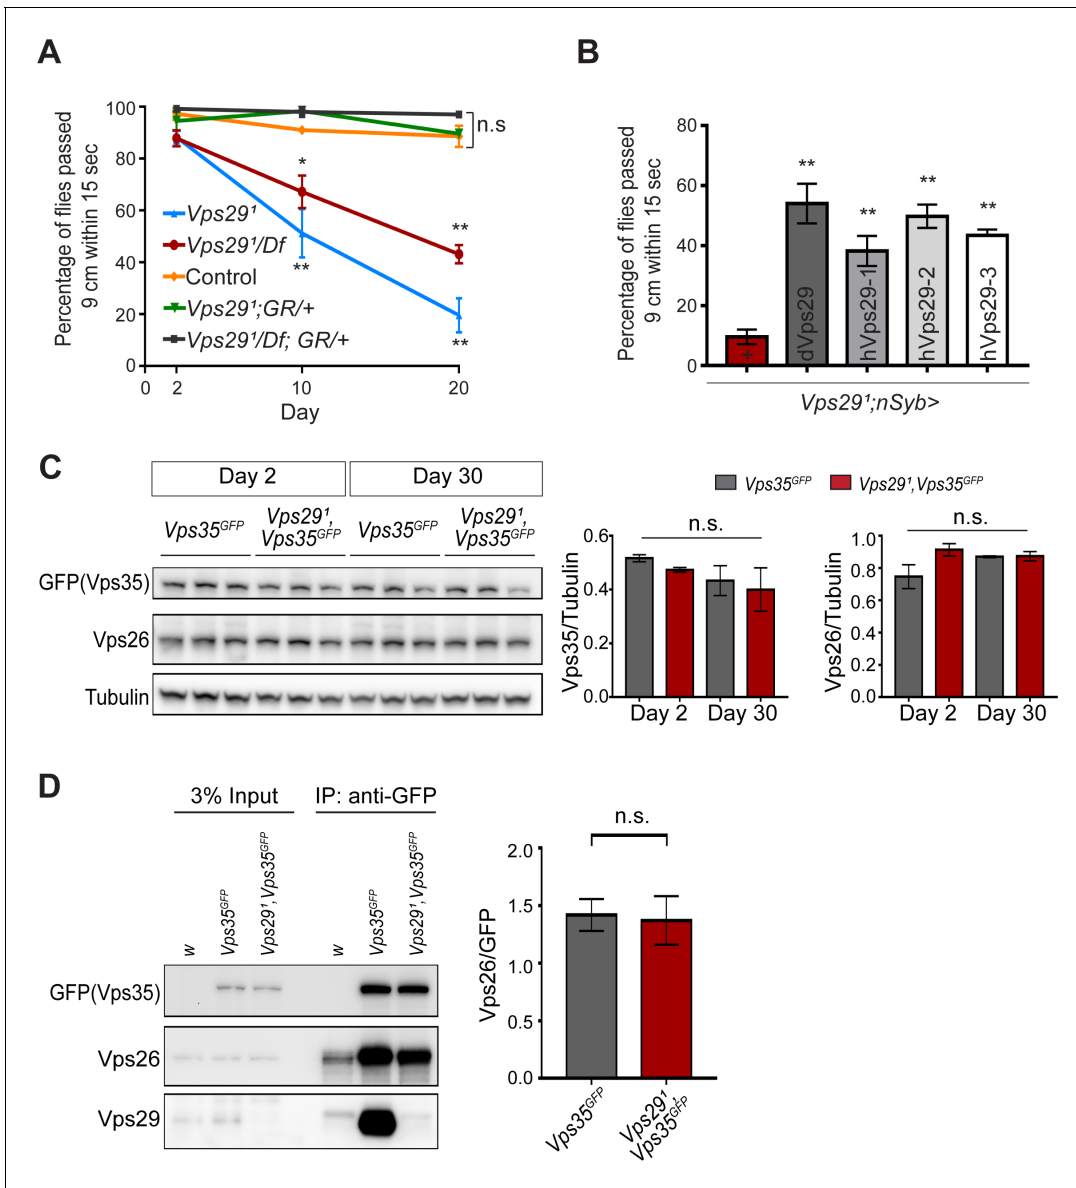 A
Percentage of flies passed
9 cm within 15 sec
100
80
60
40
20
0
0 2 10 20
Day
n.s
*
**
**
**
Vps29¹
Vps29¹/Df
Control
Vps29¹;GR/+
Vps29¹/Df; GR/+
B
Percentage of flies passed
9 cm within 15 sec
80
60
40
20
0
** ** ** **
+
dVps29
hVps29-1
hVps29-2
hVps29-3
Vps29¹;nSyb>
C
Day 2 Day 30
Vps35ᴳᶠᴾ Vps29¹, Vps35ᴳᶠᴾ Vps35ᴳᶠᴾ Vps29¹, Vps35ᴳᶠᴾ
GFP(Vps35)
Vps26
Tubulin
Vps35ᴳᶠᴾ Vps29¹,Vps35ᴳᶠᴾ
Vps35/Tubulin
0.6
0.4
0.2
0.0
n.s.
Day 2 Day 30
Vps26/Tubulin
1.0
0.8
0.6
0.4
0.2
0.0
n.s.
Day 2 Day 30
D
3% Input IP: anti-GFP
w
Vps35ᴳᶠᴾ
Vps29¹,Vps35ᴳᶠᴾ
w
Vps35ᴳᶠᴾ
Vps29¹,Vps35ᴳᶠᴾ
GFP(Vps35)
Vps26
Vps29
Vps26/GFP
2.0
1.5
1.0
0.5
0.0
n.s.
Vps35ᴳᶠᴾ
Vps29¹,
Vps35ᴳᶠᴾ